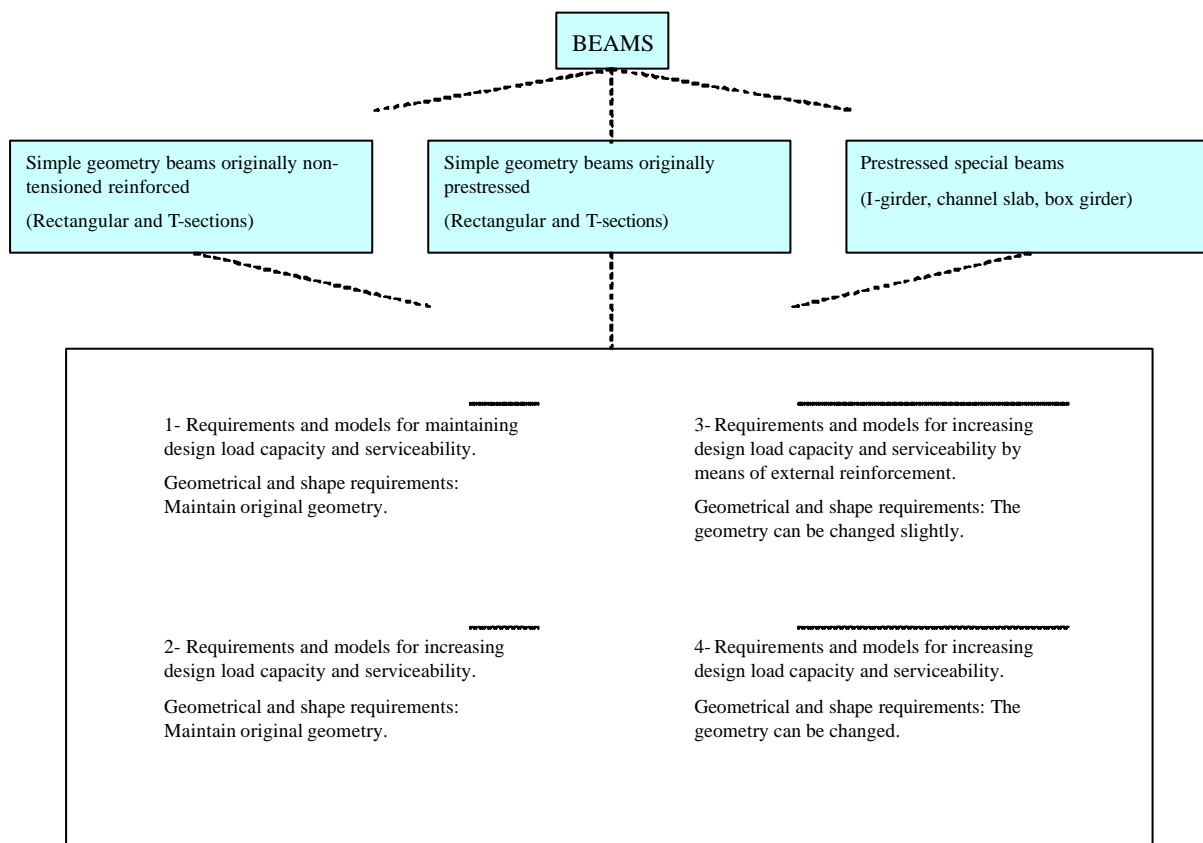 BEAMS
Simple geometry beams originally non-
tensioned reinforced
(Rectangular and T-sections)
Simple geometry beams originally
prestressed
(Rectangular and T-sections)
Prestressed special beams
(I-girder, channel slab, box girder)
1- Requirements and models for maintaining
design load capacity and serviceability.
Geometrical and shape requirements:
Maintain original geometry.
3- Requirements and models for increasing
design load capacity and serviceability by
means of external reinforcement.
Geometrical and shape requirements: The
geometry can be changed slightly.
2- Requirements and models for increasing
design load capacity and serviceability.
Geometrical and shape requirements:
Maintain original geometry.
4- Requirements and models for increasing
design load capacity and serviceability.
Geometrical and shape requirements: The
geometry can be changed.